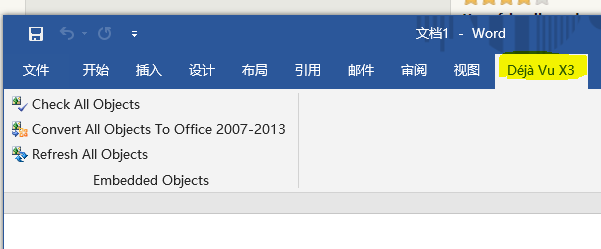 文档1 - Word
文件 开始 插入 设计 布局 引用 邮件 审阅 视图 Déjà Vu X3
Check All Objects
Convert All Objects To Office 2007-2013
Refresh All Objects
Embedded Objects